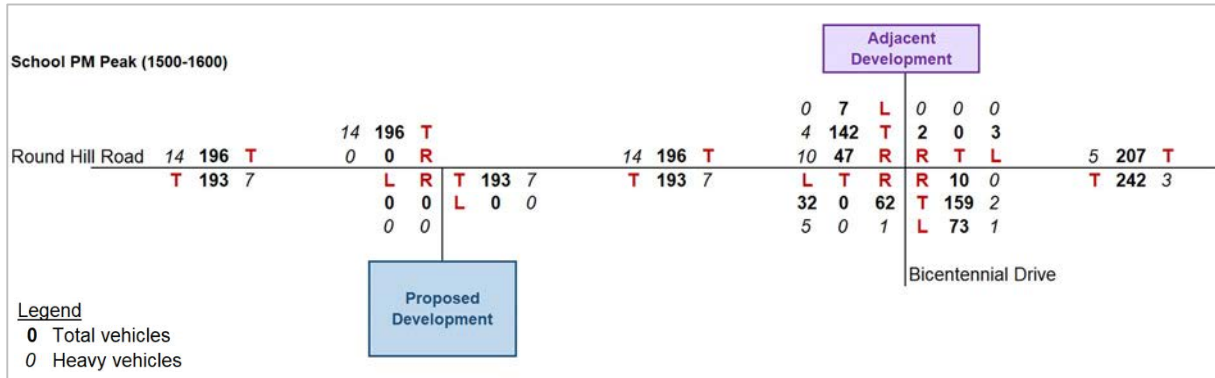 Adjacent
Development
School PM Peak (1500-1600)
0 7 L 0 0 0
14 196 T 4 142 T 2 0 3
Round Hill Road 14 196 T 0 0 R 14 196 T 10 47 R R T L 5 207 T
T 193 7 L R T 193 7 T 193 7 L T R R 10 0 T 242 3
0 0 L 0 0 32 0 62 T 159 2
0 0 5 0 1 L 73 1
Bicentennial Drive
Proposed
Development
Legend
0 Total vehicles
0 Heavy vehicles